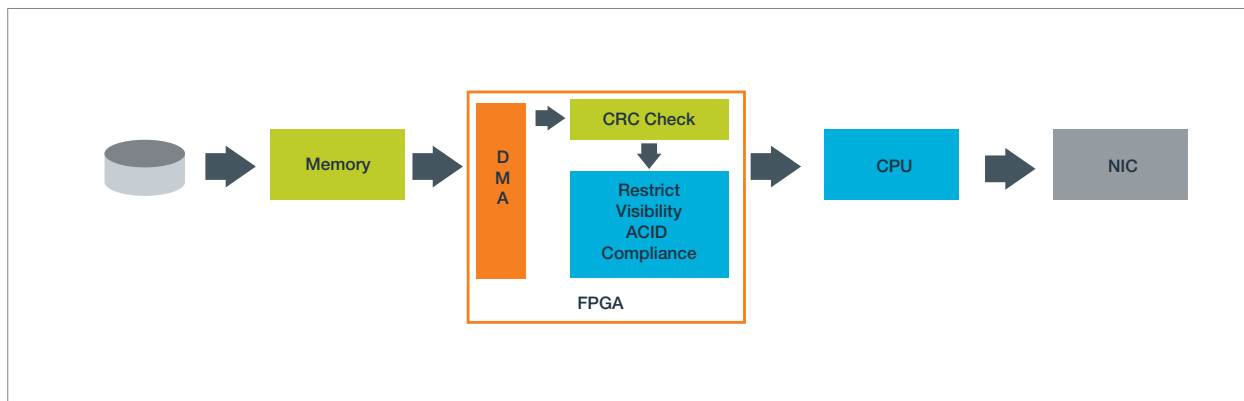 Memory
D
M
A
CRC Check
Restrict
Visibility
ACID
Compliance
FPGA
CPU
NIC